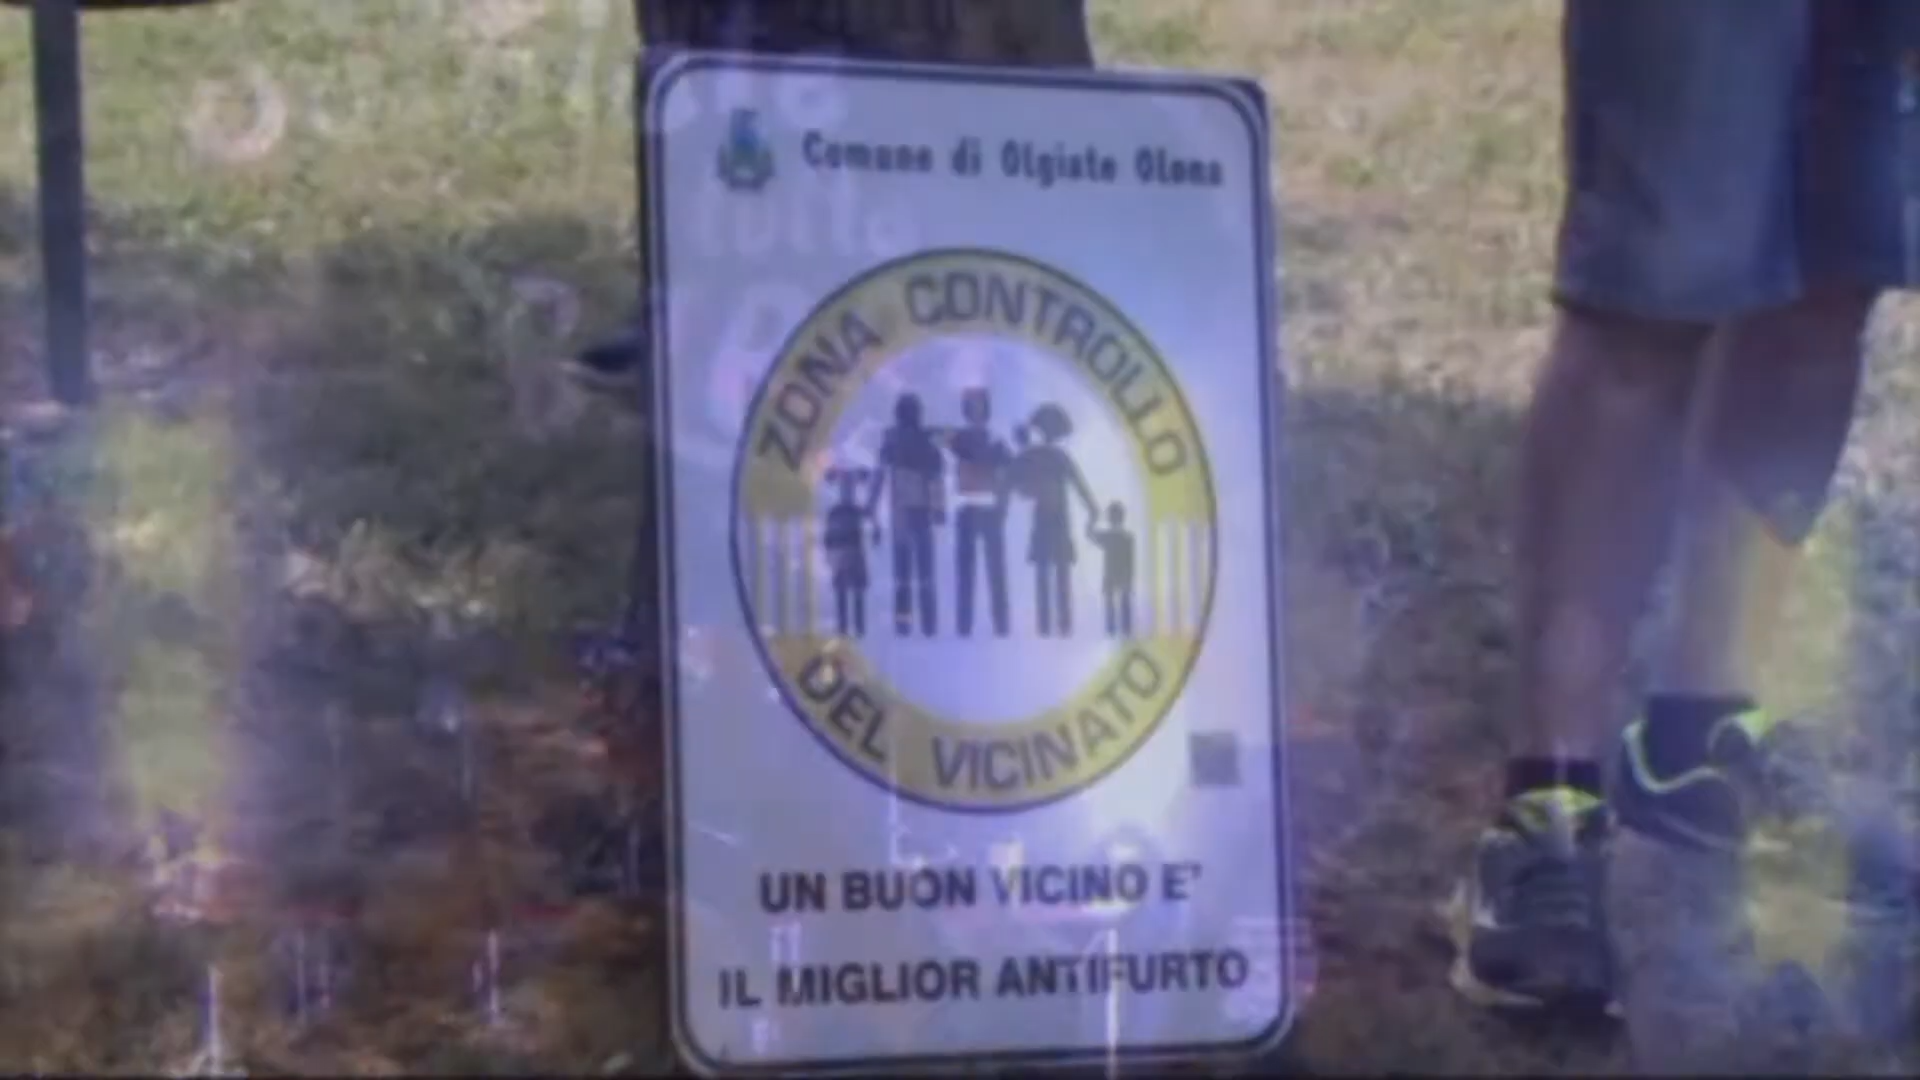 Comune di Olgiate Olona
ZONA CONTROLLO
DEL VICINATO
UN BUON VICINO E'
IL MIGLIOR ANTIFURTO